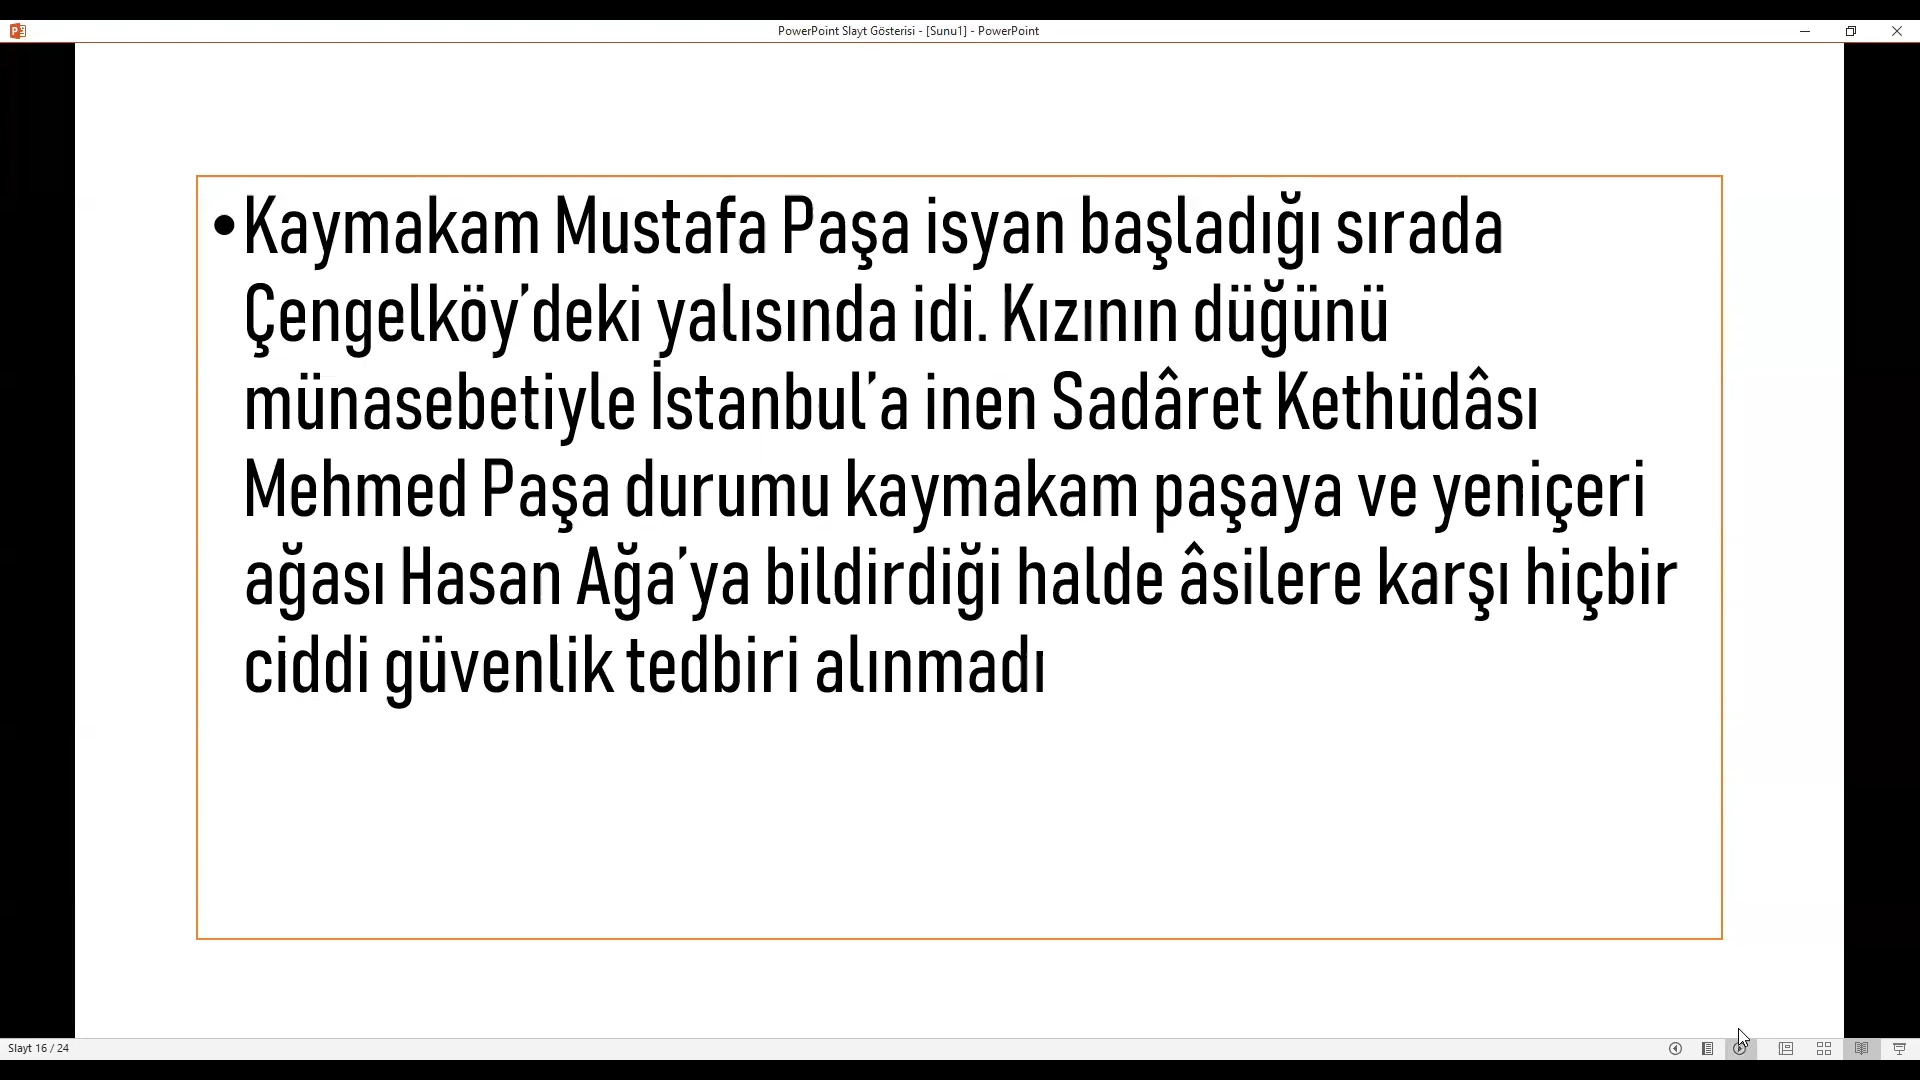 PowerPoint Slayt Gösterisi - [Sunu1] - PowerPoint
•Kaymakam Mustafa Paşa isyan başladığı sırada
Çengelköy’deki yalısında idi. Kızının düğünü
münasebetiyle İstanbul’a inen Sadâret Kethüdâsı
Mehmed Paşa durumu kaymakam paşaya ve yeniçeri
ağası Hasan Ağa’ya bildirdiği halde âsilere karşı hiçbir
ciddi güvenlik tedbiri alınmadı
Slayt 16 / 24